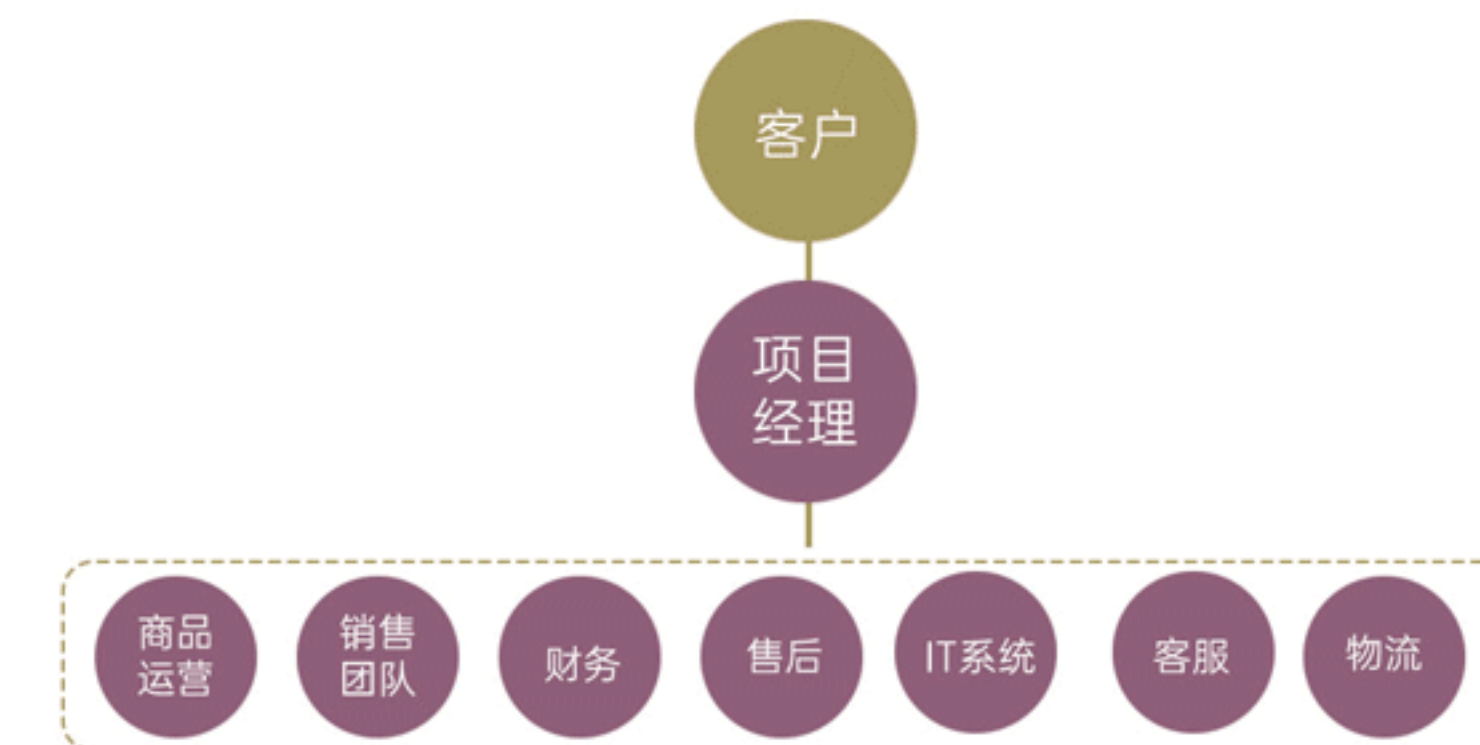 客户
项目
经理
商品
运营
销售
团队
财务
售后
IT系统
客服
物流